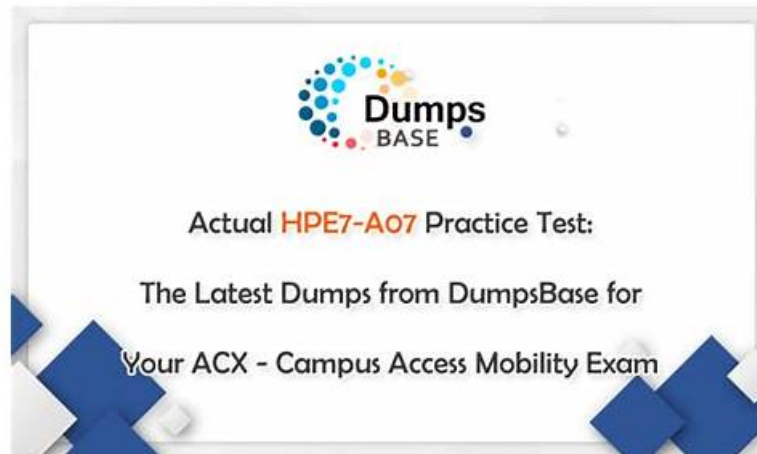 Dumps
BASE
Actual HPE7-A07 Practice Test:
The Latest Dumps from DumpsBase for
Your ACX - Campus Access Mobility Exam